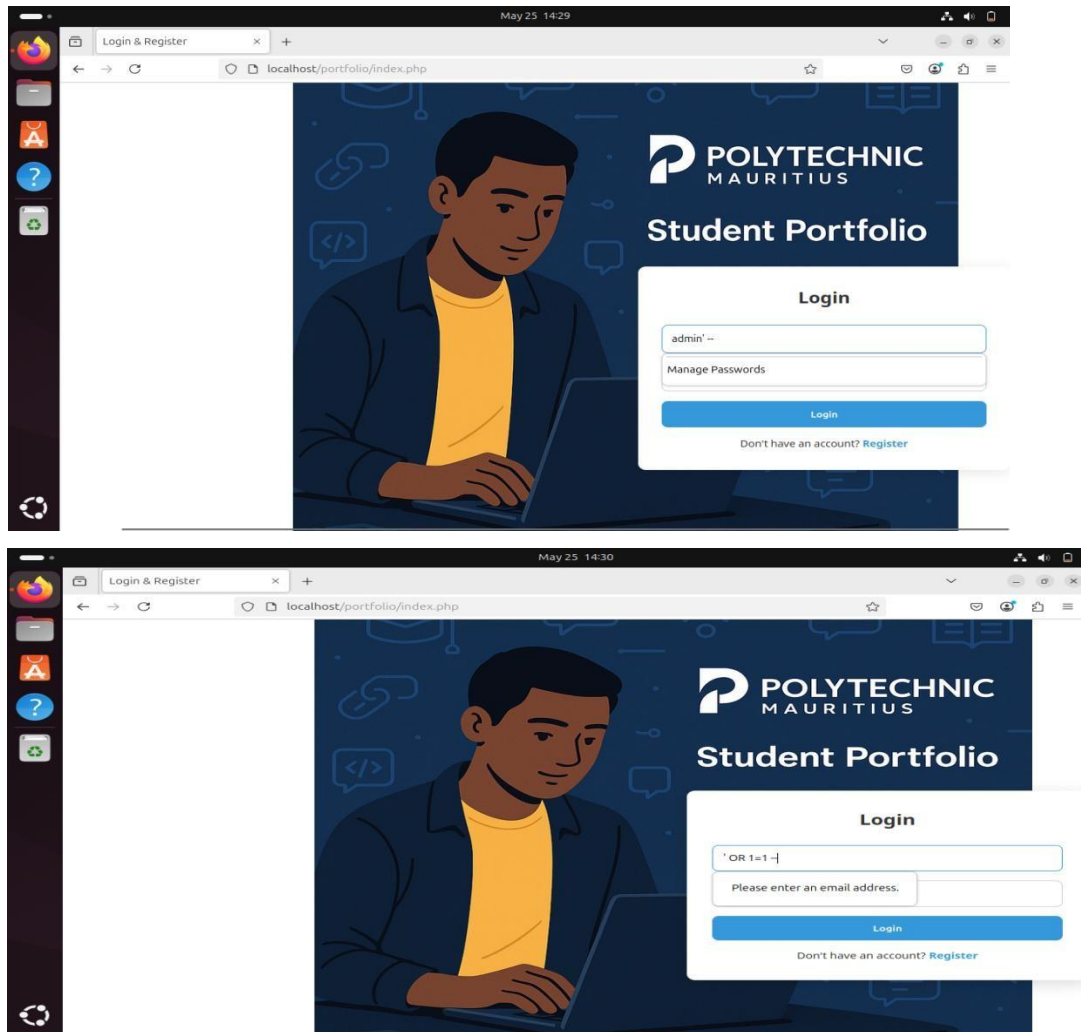 May 25 14:29
Login & Register
localhost/portfolio/index.php
</>
POLYTECHNIC
MAURITIUS
Student Portfolio
Login
admin' --
Manage Passwords
Login
Don't have an account? Register
May 25 14:30
Login & Register
localhost/portfolio/index.php
</>
POLYTECHNIC
MAURITIUS
Student Portfolio
Login
' OR 1=1 --
Please enter an email address.
Login
Don't have an account? Register